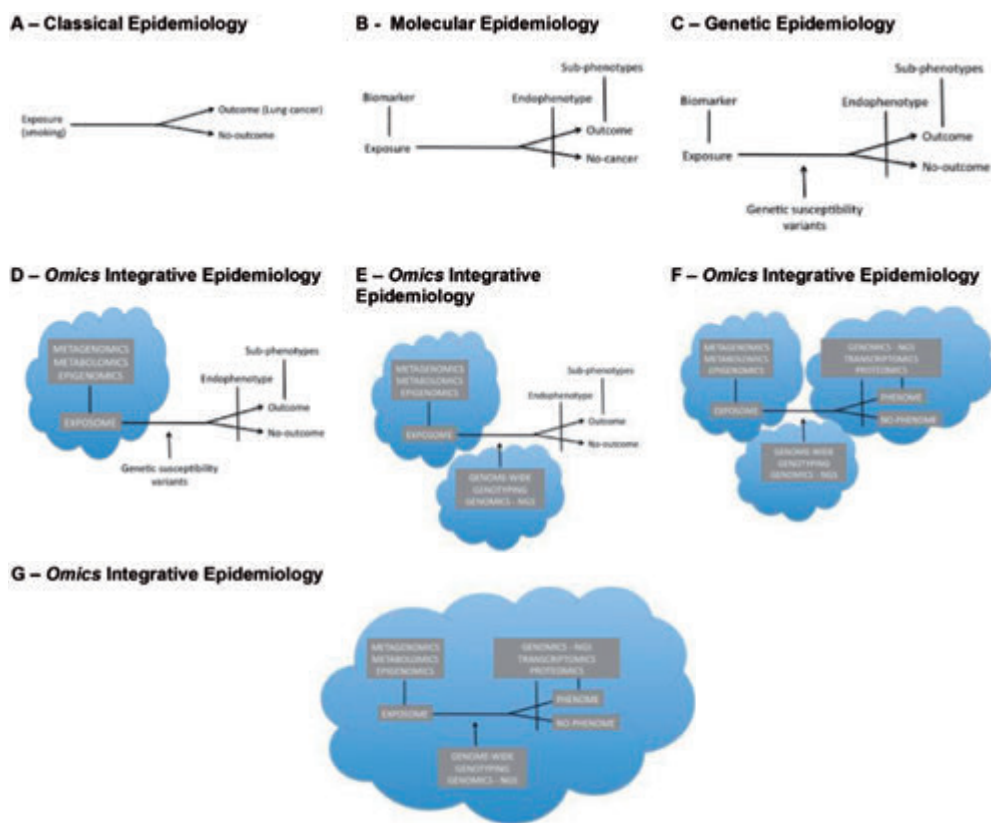 A – Classical Epidemiology
Exposure
(smoking)
Outcome (Lung cancer)
No-outcome
B - Molecular Epidemiology
Sub-phenotypes
Biomarker
Endophenotype
Outcome
Exposure
No-cancer
C – Genetic Epidemiology
Sub-phenotypes
Biomarker
Endophenotype
Outcome
Exposure
No-outcome
Genetic susceptibility
variants
D – Omics Integrative Epidemiology
METAGENOMICS
METABOLOMICS
EPIGENOMICS
Sub-phenotypes
Endophenotype
EXPOSOME
Outcome
No-outcome
Genetic susceptibility
variants
E – Omics Integrative
Epidemiology
METAGENOMICS
METABOLOMICS
EPIGENOMICS
Sub-phenotypes
Endophenotype
EXPOSOME
Outcome
No-outcome
GENOME-WIDE
GENOTYPING
GENOMICS - NGS
F – Omics Integrative Epidemiology
METAGENOMICS
METABOLOMICS
EPIGENOMICS
GENOMICS - NGS
TRANSCRIPTOMICS
PROTEOMICS
EXPOSOME
PHENOME
NO-PHENOME
GENOME-WIDE
GENOTYPING
GENOMICS - NGS
G – Omics Integrative Epidemiology
METAGENOMICS
METABOLOMICS
EPIGENOMICS
GENOMICS - NGS
TRANSCRIPTOMICS
PROTEOMICS
EXPOSOME
PHENOME
NO-PHENOME
GENOME-WIDE
GENOTYPING
GENOMICS - NGS